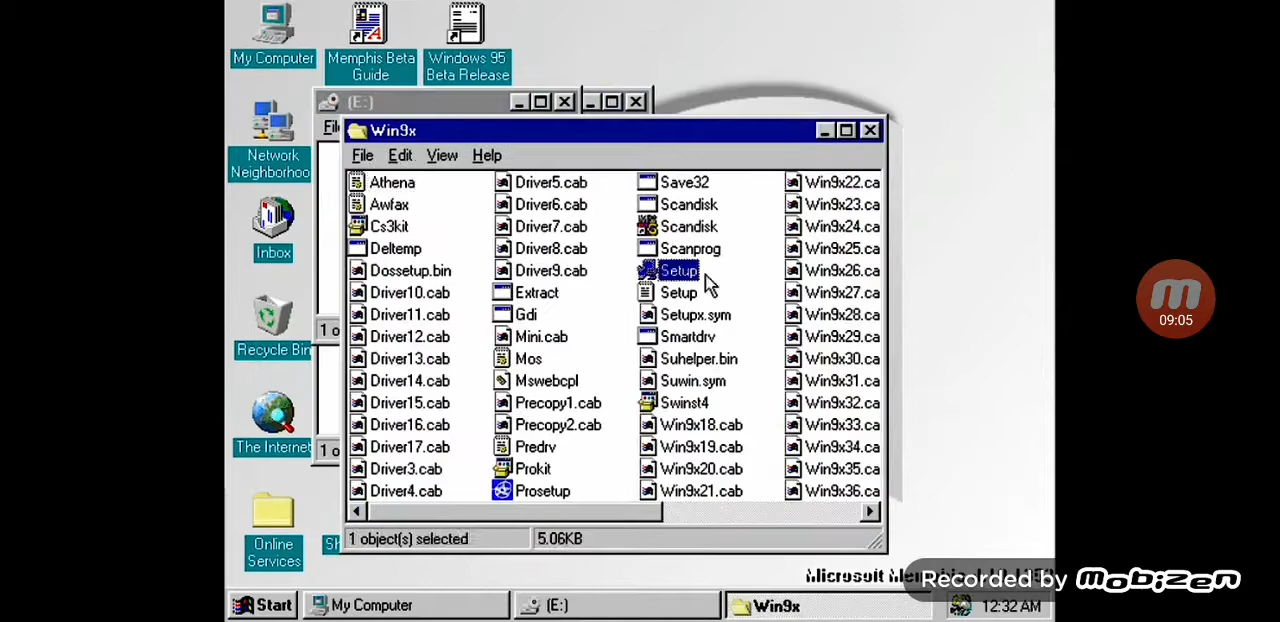 My Computer
Memphis Beta
Guide
Windows 95
Beta Release
(E:)
Network
Neighborhoo
Inbox
Recycle Bin
The Internet
Online
Services
Win9x
File Edit View Help
Athena
Awfax
Cs3kit
Deltemp
Dossetup.bin
Driver10.cab
Driver11.cab
Driver12.cab
Driver13.cab
Driver14.cab
Driver15.cab
Driver16.cab
Driver17.cab
Driver3.cab
Driver4.cab
Driver5.cab
Driver6.cab
Driver7.cab
Driver8.cab
Driver9.cab
Extract
Gdi
Mini.cab
Mos
Mswebcpl
Precopy1.cab
Precopy2.cab
Predrv
Prokit
Prosetup
Save32
Scandisk
Scandisk
Scanprog
Setup
Setup
Setupx.sym
Smartdrv
Suhelper.bin
Suwin.sym
Swinst4
Win9x18.cab
Win9x19.cab
Win9x20.cab
Win9x21.cab
Win9x22.ca
Win9x23.ca
Win9x24.ca
Win9x25.ca
Win9x26.ca
Win9x27.ca
Win9x28.ca
Win9x29.ca
Win9x30.ca
Win9x31.ca
Win9x32.ca
Win9x33.ca
Win9x34.ca
Win9x35.ca
Win9x36.ca
1 object(s) selected
5.06KB
09:05
Microsoft
Recorded by Mobizen
Start
My Computer
(E:)
Win9x
12:32 AM